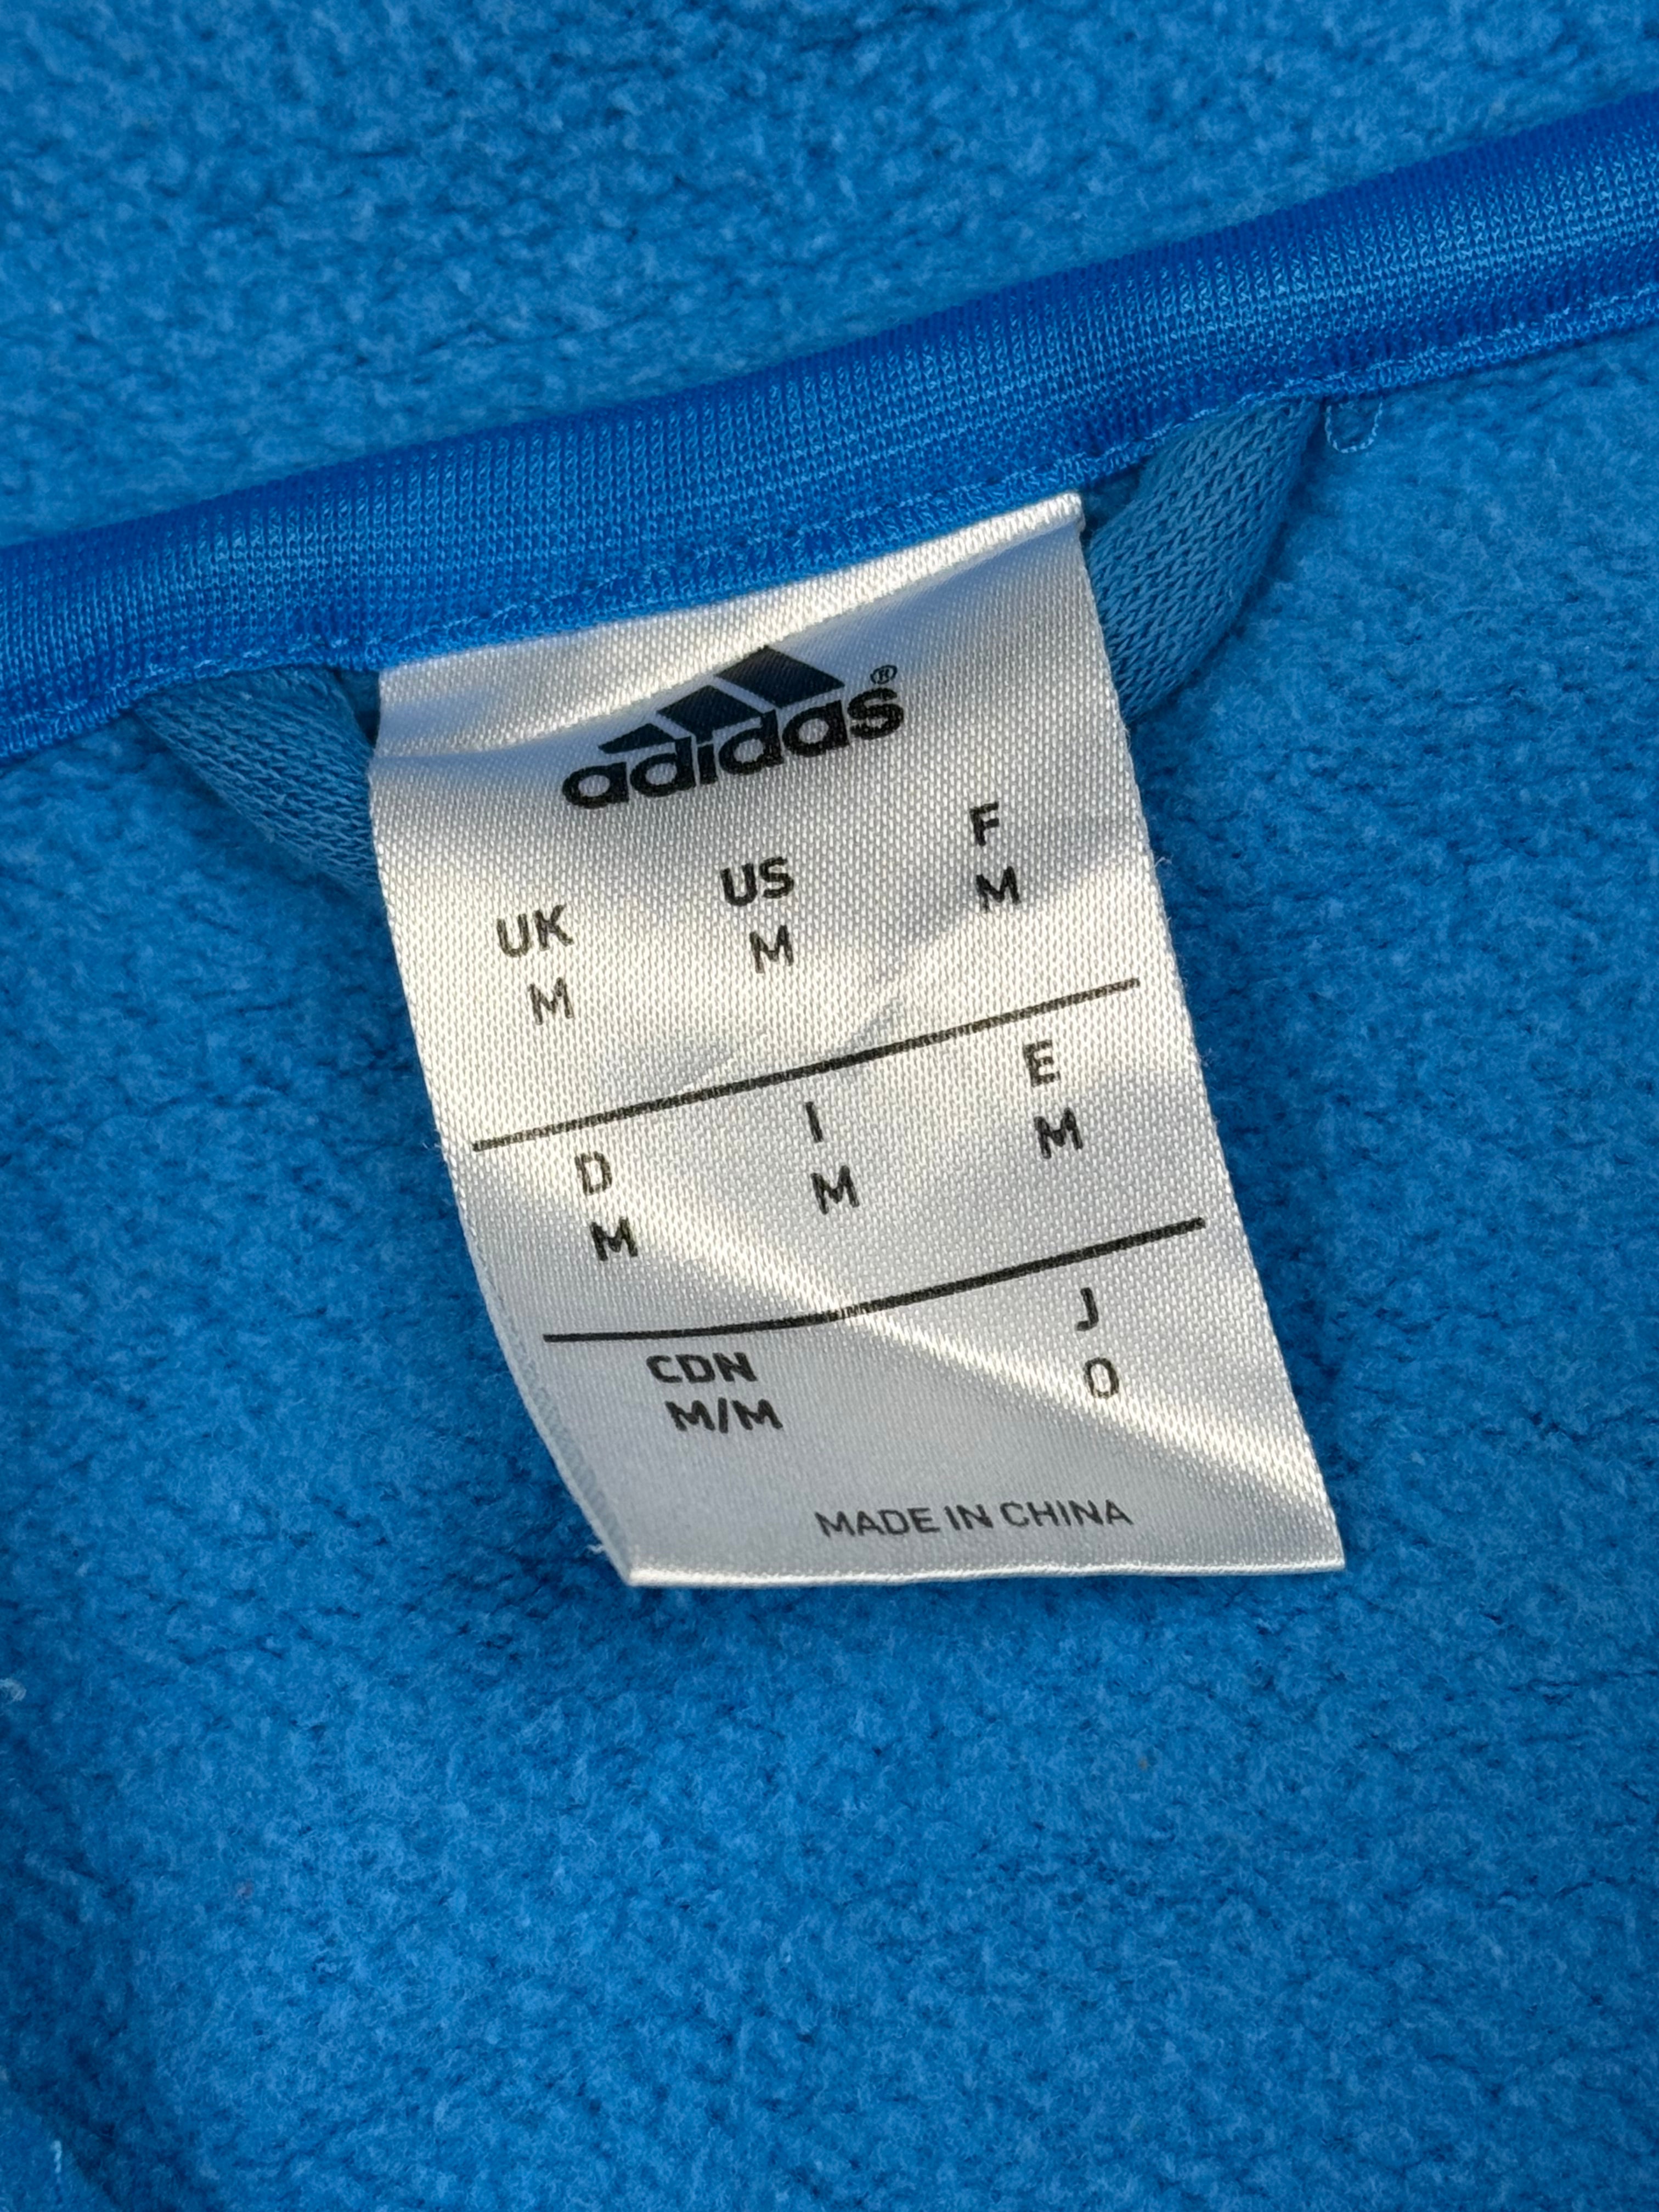 adidas®
UK US F
M M M
D I E
M M M
CDN J
M/M O
MADE IN CHINA